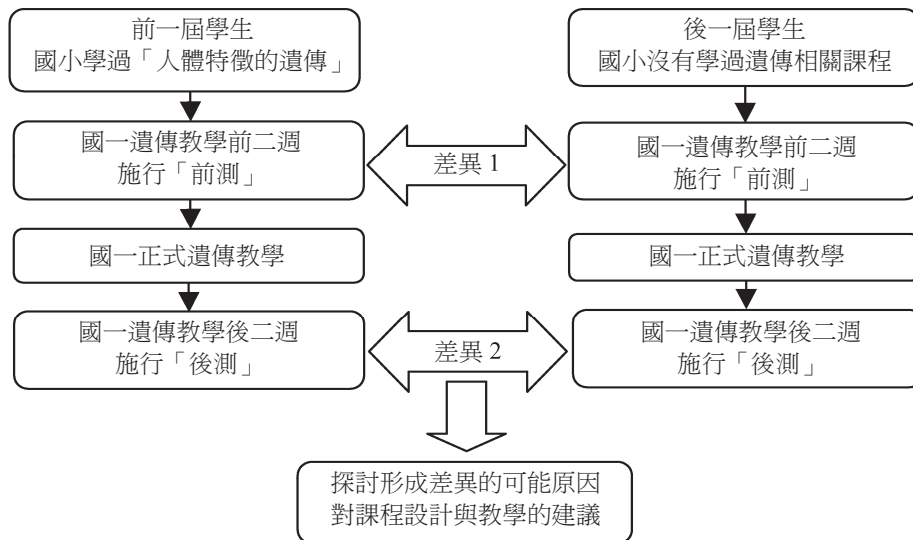 前一屆學生
國小學過「人體特徵的遺傳」
後一屆學生
國小沒有學過遺傳相關課程
國一遺傳教學前二週
施行「前測」
差異 1
國一遺傳教學前二週
施行「前測」
國一正式遺傳教學
國一正式遺傳教學
國一遺傳教學後二週
施行「後測」
差異 2
國一遺傳教學後二週
施行「後測」
探討形成差異的可能原因
對課程設計與教學的建議